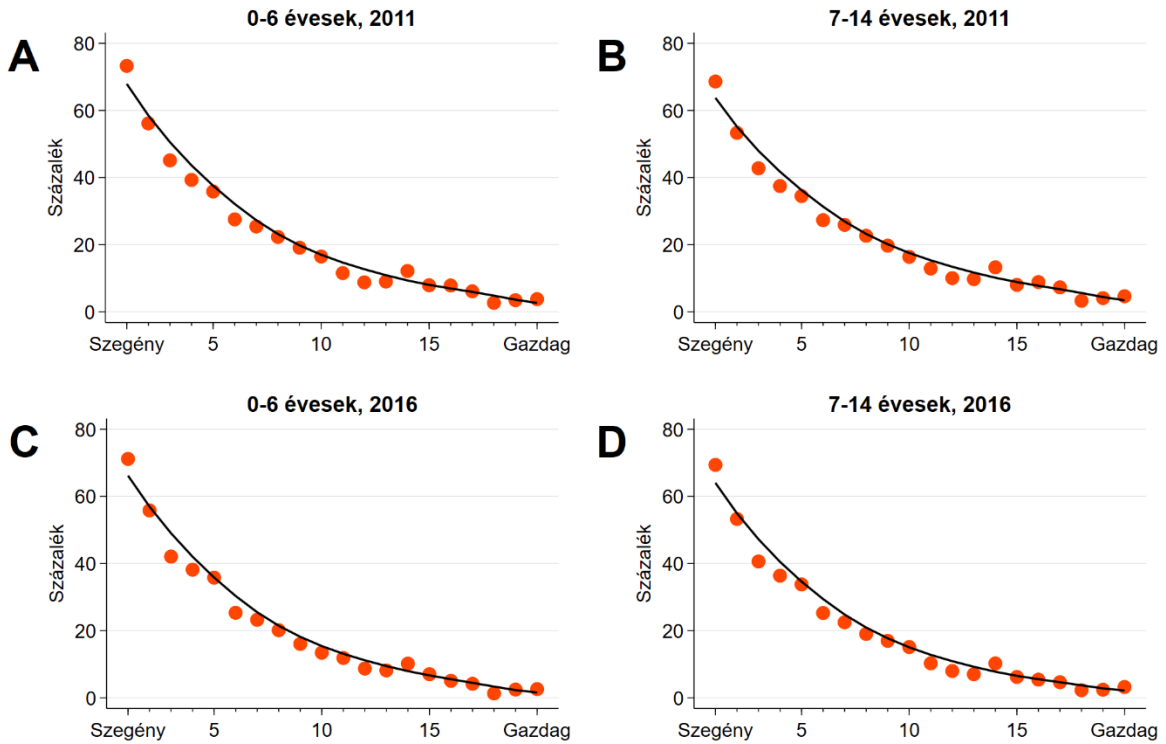 A
0-6 évesek, 2011
Százalék
80
60
40
20
0
Szegény 5 10 15 Gazdag
B
7-14 évesek, 2011
Százalék
80
60
40
20
0
Szegény 5 10 15 Gazdag
C
0-6 évesek, 2016
Százalék
80
60
40
20
0
Szegény 5 10 15 Gazdag
D
7-14 évesek, 2016
Százalék
80
60
40
20
0
Szegény 5 10 15 Gazdag